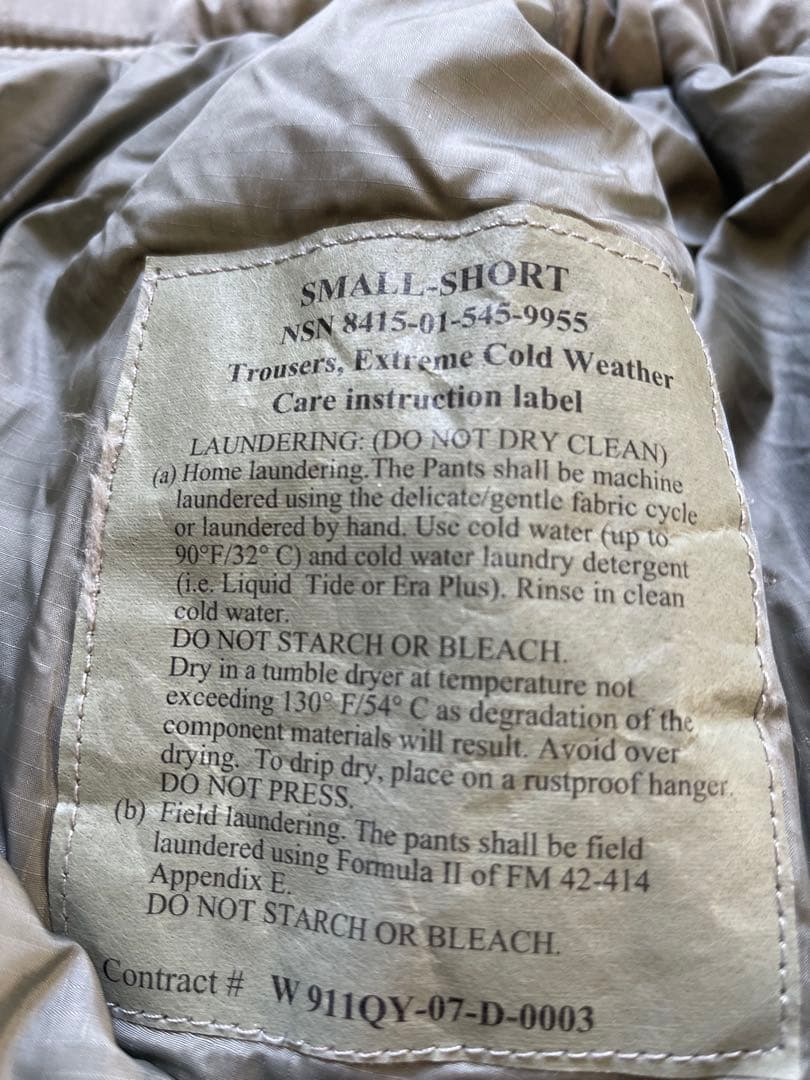 SMALL-SHORT
NSN 8415-01-545-9955
Trousers, Extreme Cold Weather
Care instruction label
LAUNDERING: (DO NOT DRY CLEAN)
(a) Home laundering. The Pants shall be machine
laundered using the delicate/gentle fabric cycle
or laundered by hand. Use cold water (up to
90°F/32° C) and cold water laundry detergent
(i.e. Liquid Tide or Era Plus). Rinse in clean
cold water.
DO NOT STARCH OR BLEACH.
Dry in a tumble dryer at temperature not
exceeding 130° F/54° C as degradation of the
component materials will result. Avoid over
drying. To drip dry, place on a rustproof hanger.
DO NOT PRESS.
(b) Field laundering. The pants shall be field
laundered using Formula II of FM 42-414
Appendix E.
DO NOT STARCH OR BLEACH.
Contract # W 911QY-07-D-0003